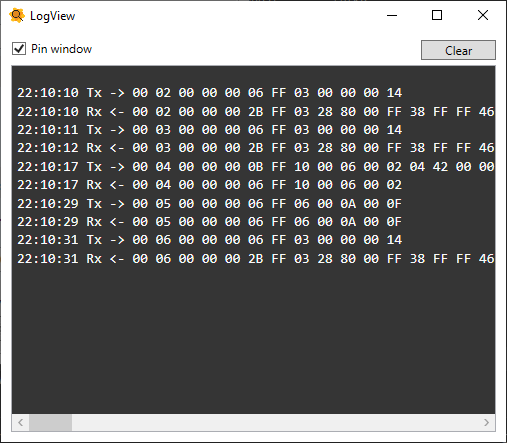 LogView
Pin window
Clear
22:10:10 Tx -> 00 02 00 00 00 06 FF 03 00 00 00 14
22:10:10 Rx <- 00 02 00 00 00 2B FF 03 28 80 00 FF 38 FF FF 46
22:10:11 Tx -> 00 03 00 00 00 06 FF 03 00 00 00 14
22:10:12 Rx <- 00 03 00 00 00 2B FF 03 28 80 00 FF 38 FF FF 46
22:10:17 Tx -> 00 04 00 00 00 0B FF 10 00 06 00 02 04 42 00 00
22:10:17 Rx <- 00 04 00 00 00 06 FF 10 00 06 00 02
22:10:29 Tx -> 00 05 00 00 00 06 FF 06 00 0A 00 0F
22:10:29 Rx <- 00 05 00 00 00 06 FF 06 00 0A 00 0F
22:10:31 Tx -> 00 06 00 00 00 06 FF 03 00 00 00 14
22:10:31 Rx <- 00 06 00 00 00 2B FF 03 28 80 00 FF 38 FF FF 46